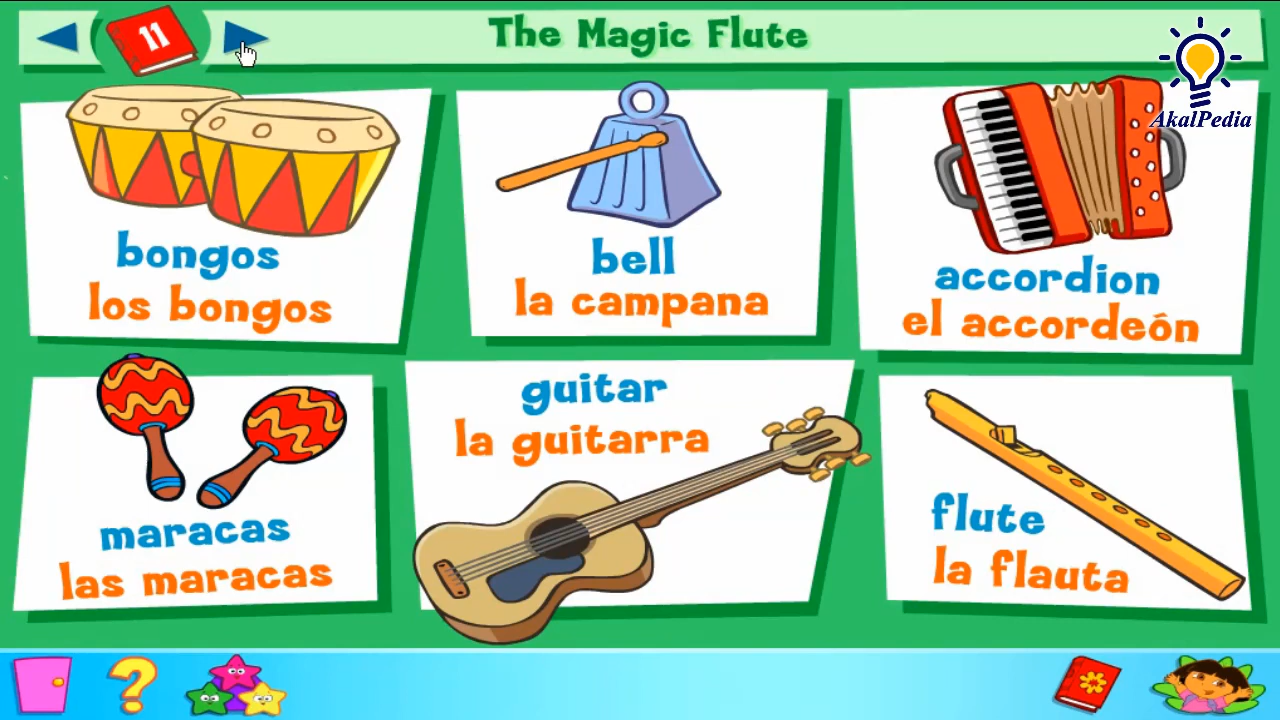 11
The Magic Flute
AkalPedia
bongos
los bongos
bell
la campana
accordion
el accordeón
maracas
las maracas
guitar
la guitarra
flute
la flauta
?